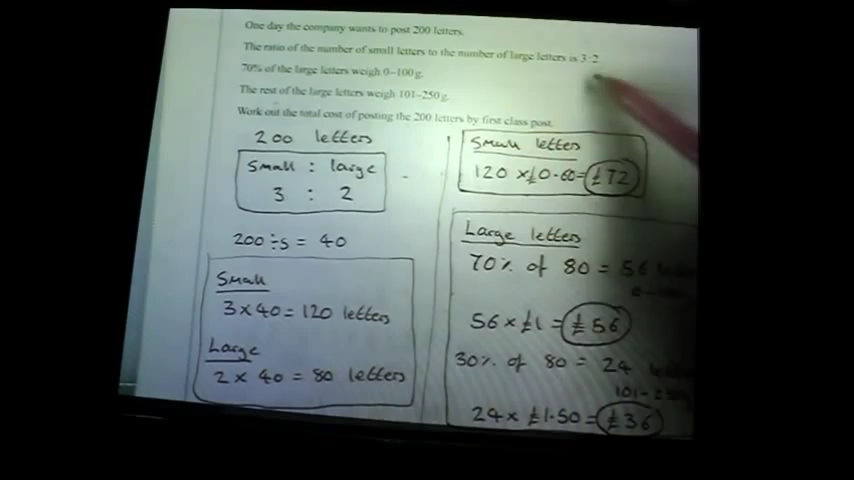 One day the company wants to post 200 letters.
The ratio of the number of small letters to the number of large letters is 3:2
70% of the large letters weigh 0–100 g.
The rest of the large letters weigh 101–250 g.
Work out the total cost of posting the 200 letters by first class post.
200 letters
Small : large
3 : 2
200 ÷ 5 = 40
Small
3 × 40 = 120 letters
Large
2 × 40 = 80 letters
Small letters
120 × £0.60 = £72
Large letters
70% of 80 = 56
56 × £1 = £56
30% of 80 = 24
101-250g
24 × £1.50 = £36